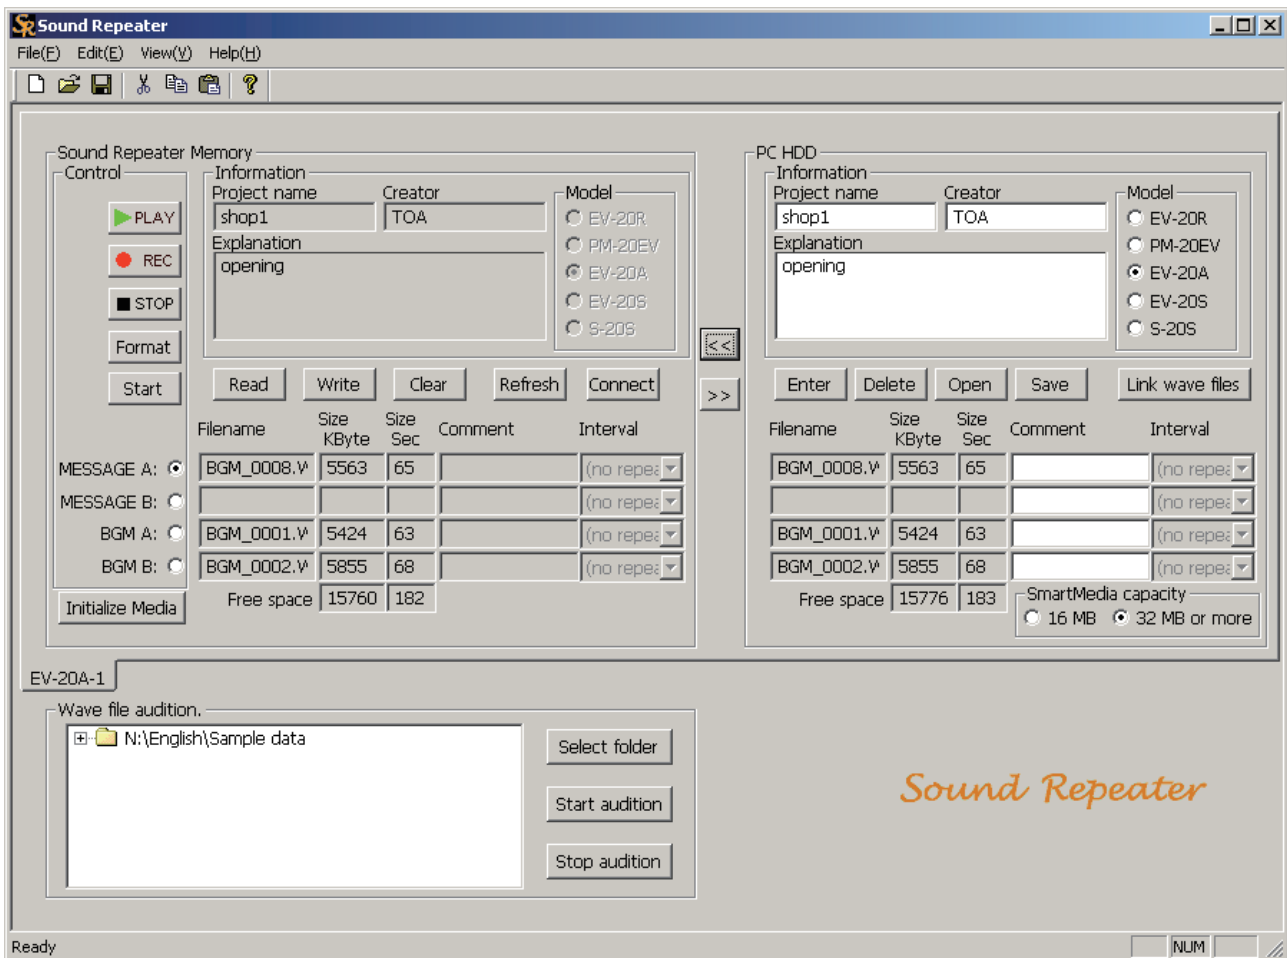 Sound Repeater
File(F) Edit(E) View(V) Help(H)
Sound Repeater Memory
Control
PLAY
REC
STOP
Format
Start
Information
Project name Creator
shop1 TOA
Explanation
opening
Model
EV-20R
PM-20EV
EV-20A
EV-20S
S-20S
Read Write Clear Refresh Connect
Filename Size KByte Size Sec Comment Interval
MESSAGE A: BGM_0008.W 5563 65 (no repea
MESSAGE B: (no repea
BGM A: BGM_0001.W 5424 63 (no repea
BGM B: BGM_0002.W 5855 68 (no repea
Initialize Media
Free space 15760 182
<<
>>
PC HDD
Information
Project name Creator
shop1 TOA
Explanation
opening
Model
EV-20R
PM-20EV
EV-20A
EV-20S
S-20S
Enter Delete Open Save Link wave files
Filename Size KByte Size Sec Comment Interval
BGM_0008.W 5563 65 (no repea
(no repea
BGM_0001.W 5424 63 (no repea
BGM_0002.W 5855 68 (no repea
Free space 15776 183
SmartMedia capacity
16 MB 32 MB or more
EV-20A-1
Wave file audition.
N:\English\Sample data
Select folder
Start audition
Stop audition
Sound Repeater
Ready
NUM